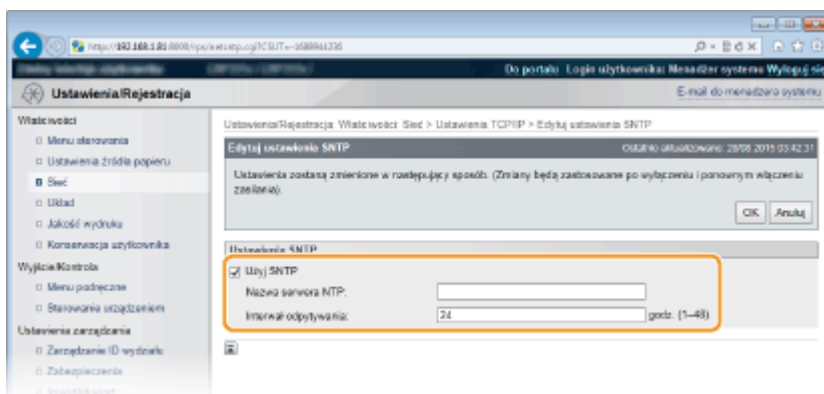 Do portalu Login użytkownika: Menedżer systemu Wyloguj się
Ustawienia/Rejestracja
E-mail do menedżera systemu
Właściwości
Menu sterowania
Ustawienia źródła papieru
Sieć
Układ
Jakość wydruku
Konserwacja użytkownika
Wyjście/Kontrola
Menu podręczne
Sterowanie urządzeniem
Ustawienia zarządzania
Zarządzanie ID wydziału
Zabezpieczenia
Ustawienia/Rejestracja: Właściwości: Sieć > Ustawienia TCP/IP > Edytuj ustawienia SNTP
Edytuj ustawienia SNTP
Ostatnio aktualizowano: 28/08 2015 03:42:31
Ustawienia zostaną zmienione w następujący sposób. (Zmiany będą zastosowane po wyłączeniu i ponownym włączeniu
zasilania).
OK Anuluj
Ustawienia SNTP
Użyj SNTP
Nazwa serwera NTP:
Interwał odpytywania: 24 godz. (1–48)